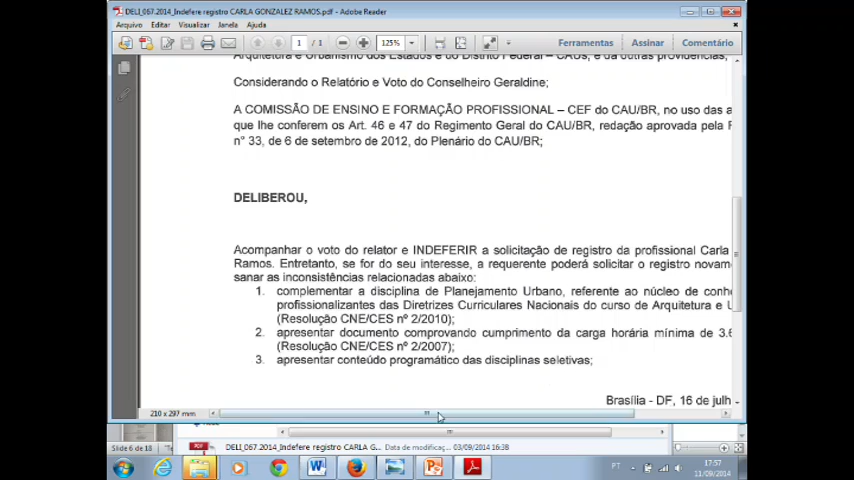 DELI_067.2014_Indefere registro CARLA GONZALEZ RAMOS.pdf - Adobe Reader
Arquivo Editar Visualizar Janela Ajuda
1 / 1 125% Ferramentas Assinar Comentário
Arquitetura e Urbanismo dos Estados e do Distrito Federal – CAUs, e dá outras providências;
Considerando o Relatório e Voto do Conselheiro Geraldine;
A COMISSÃO DE ENSINO E FORMAÇÃO PROFISSIONAL – CEF do CAU/BR, no uso das a
que lhe conferem os Art. 46 e 47 do Regimento Geral do CAU/BR, redação aprovada pela R
n° 33, de 6 de setembro de 2012, do Plenário do CAU/BR;
DELIBEROU,
Acompanhar o voto do relator e INDEFERIR a solicitação de registro da profissional Carla
Ramos. Entretanto, se for do seu interesse, a requerente poderá solicitar o registro novam
sanar as inconsistências relacionadas abaixo:
1. complementar a disciplina de Planejamento Urbano, referente ao núcleo de conhe
profissionalizantes das Diretrizes Curriculares Nacionais do curso de Arquitetura e U
(Resolução CNE/CES nº 2/2010);
2. apresentar documento comprovando cumprimento da carga horária mínima de 3.6
(Resolução CNE/CES nº 2/2007);
3. apresentar conteúdo programático das disciplinas seletivas;
Brasília - DF, 16 de julh
210 x 297 mm
Slide 6 de 18 DELI_067.2014_Indefere registro CARLA G... Data de modificaç... 03/09/2014 16:38
PT 17:57
11/09/2014